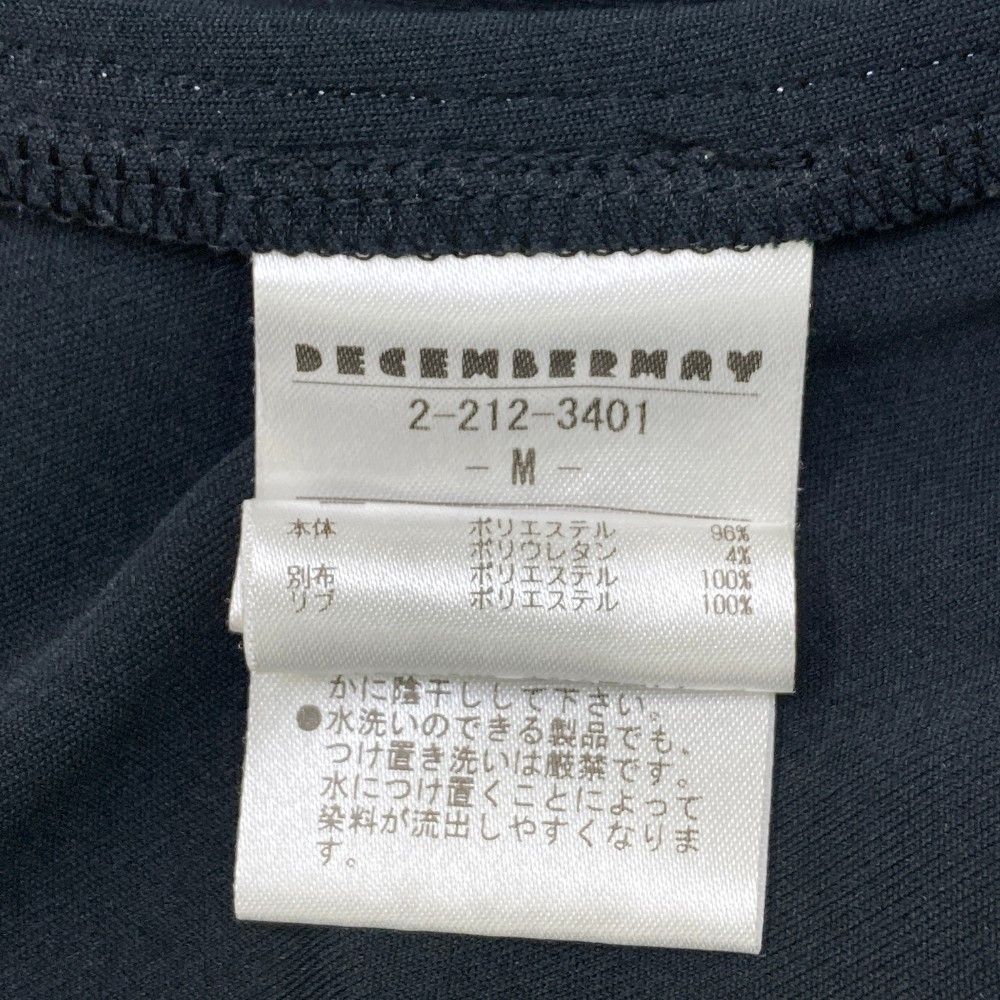 DECEMBERMAY
2-212-3401
- M -
本体 ポリエステル 96%
ポリウレタン 4%
別布 ポリエステル 100%
リブ ポリエステル 100%
かに陰干しして下さい。
●水洗いのできる製品でも、
つけ置き洗いは厳禁です。
水につけ置くことによって
染料が流出しやすくなりま
す。